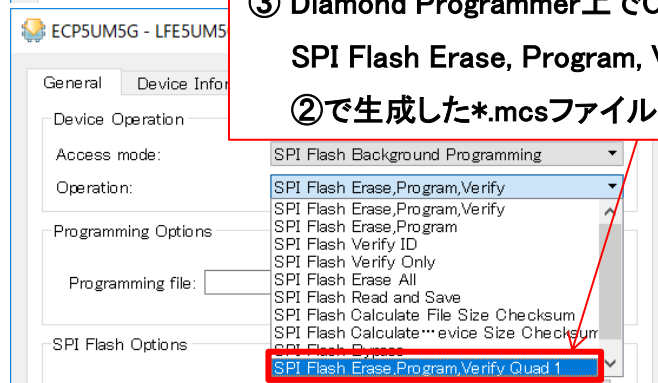 ③ Diamond Programmer上で
SPI Flash Erase, Program,
②で生成した*.mcsファイル
ECP5UM5G - LFE5UM5
General
Device Infor
Device Operation
Access mode:
SPI Flash Background Programming
Operation:
SPI Flash Erase,Program,Verify
SPI Flash Erase,Program,Verify
SPI Flash Erase,Program
SPI Flash Verify ID
SPI Flash Verify Only
SPI Flash Erase All
SPI Flash Read and Save
SPI Flash Calculate File Size Checksum
SPI Flash Calculate…evice Size Checksum
SPI Flash Bypass
SPI Flash Erase,Program,Verify Quad 1
Programming Options
Programming file:
SPI Flash Options